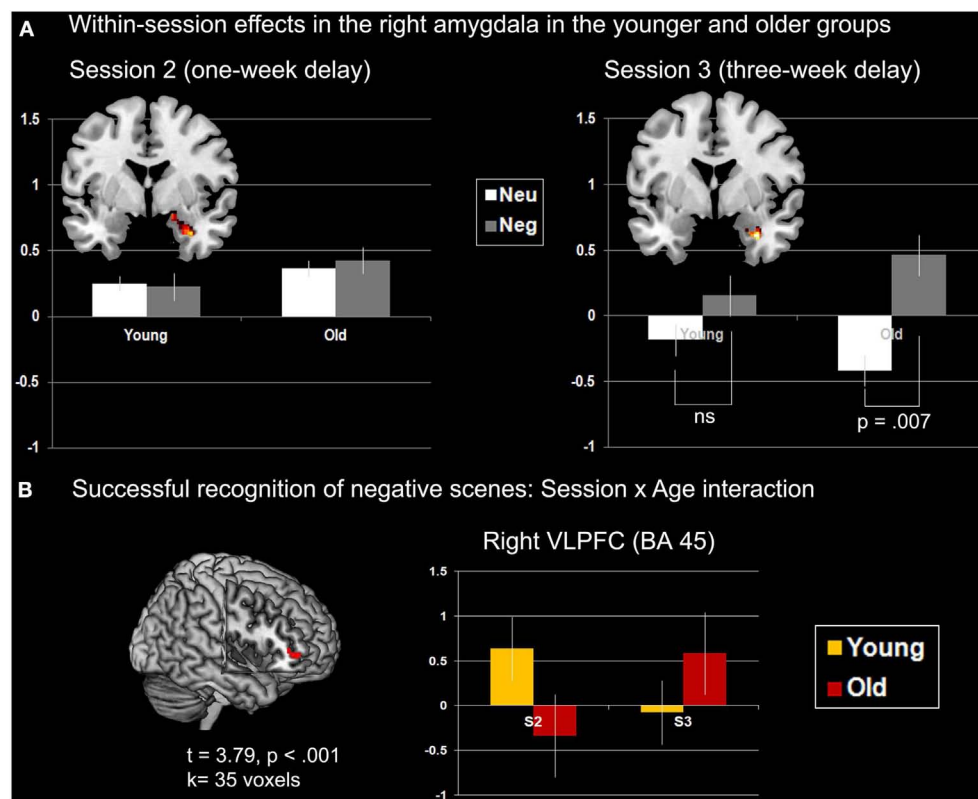 A Within-session effects in the right amygdala in the younger and older groups
Session 2 (one-week delay)
Session 3 (three-week delay)
1.5
1
0.5
0
-0.5
-1
Young
Old
Neu
Neg
1.5
1
0.5
0
-0.5
-1
Young
Old
ns
p = .007
B Successful recognition of negative scenes: Session x Age interaction
Right VLPFC (BA 45)
t = 3.79, p < .001
k= 35 voxels
1.5
1
0.5
0
-0.5
-1
S2
S3
Young
Old